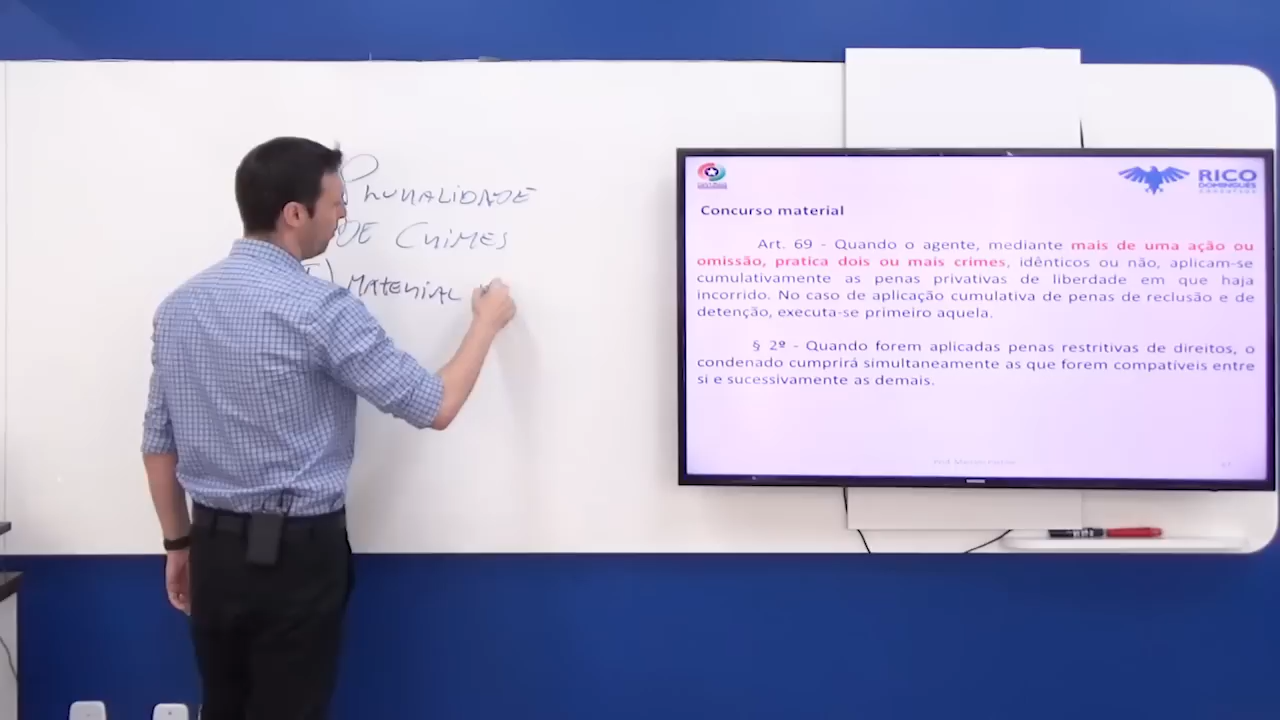 PLURALIDADE
DE CRIMES
MATERIAL
RICO
DOMINGUES
Concurso material
Art. 69 - Quando o agente, mediante mais de uma ação ou
omissão, pratica dois ou mais crimes, idênticos ou não, aplicam-se
cumulativamente as penas privativas de liberdade em que haja
incorrido. No caso de aplicação cumulativa de penas de reclusão e de
detenção, executa-se primeiro aquela.
§ 2º - Quando forem aplicadas penas restritivas de direitos, o
condenado cumprirá simultaneamente as que forem compatíveis entre
si e sucessivamente as demais.